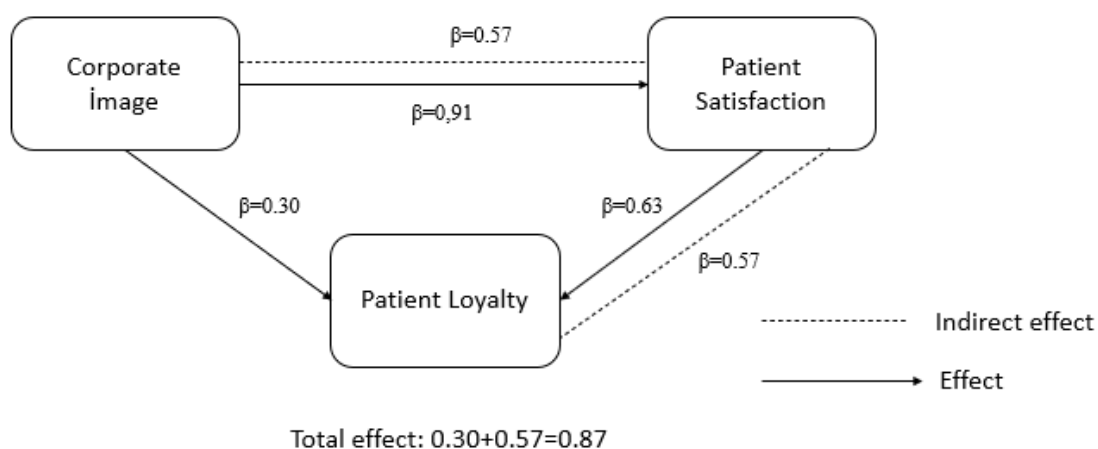 β=0.57
Corporate
İmage
Patient
Satisfaction
β=0,91
β=0.30
β=0.63
β=0.57
Patient Loyalty
Indirect effect
Effect
Total effect: 0.30+0.57=0.87